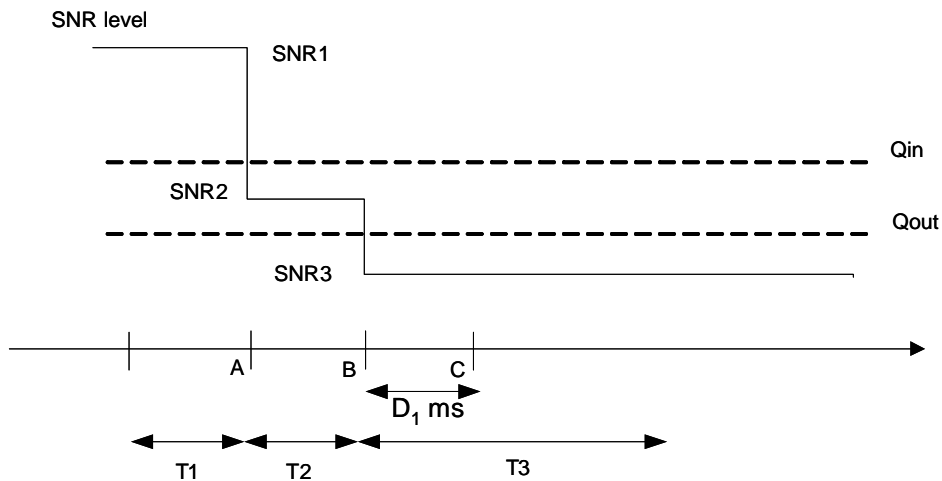 SNR level
SNR1
Qin
SNR2
Qout
SNR3
A
B
C
D₁ ms
T1
T2
T3